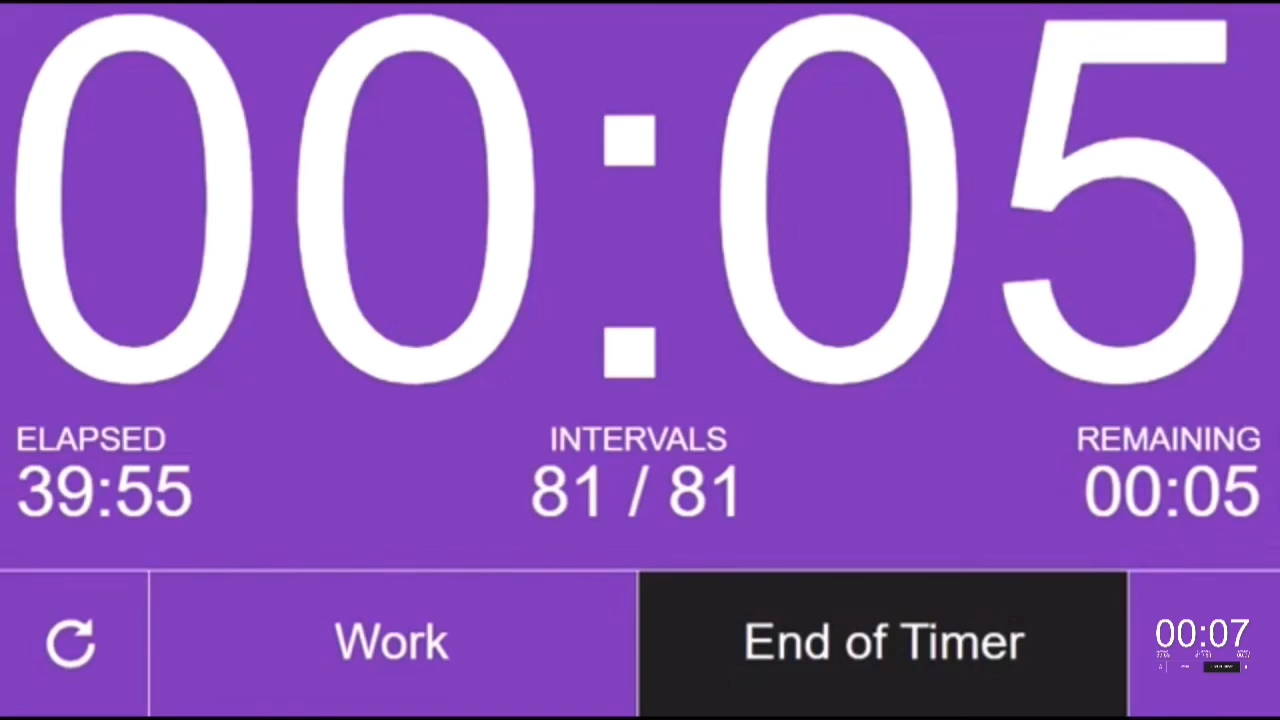 00:05
ELAPSED INTERVALS REMAINING
39:55 81 / 81 00:05
Work End of Timer 00:07